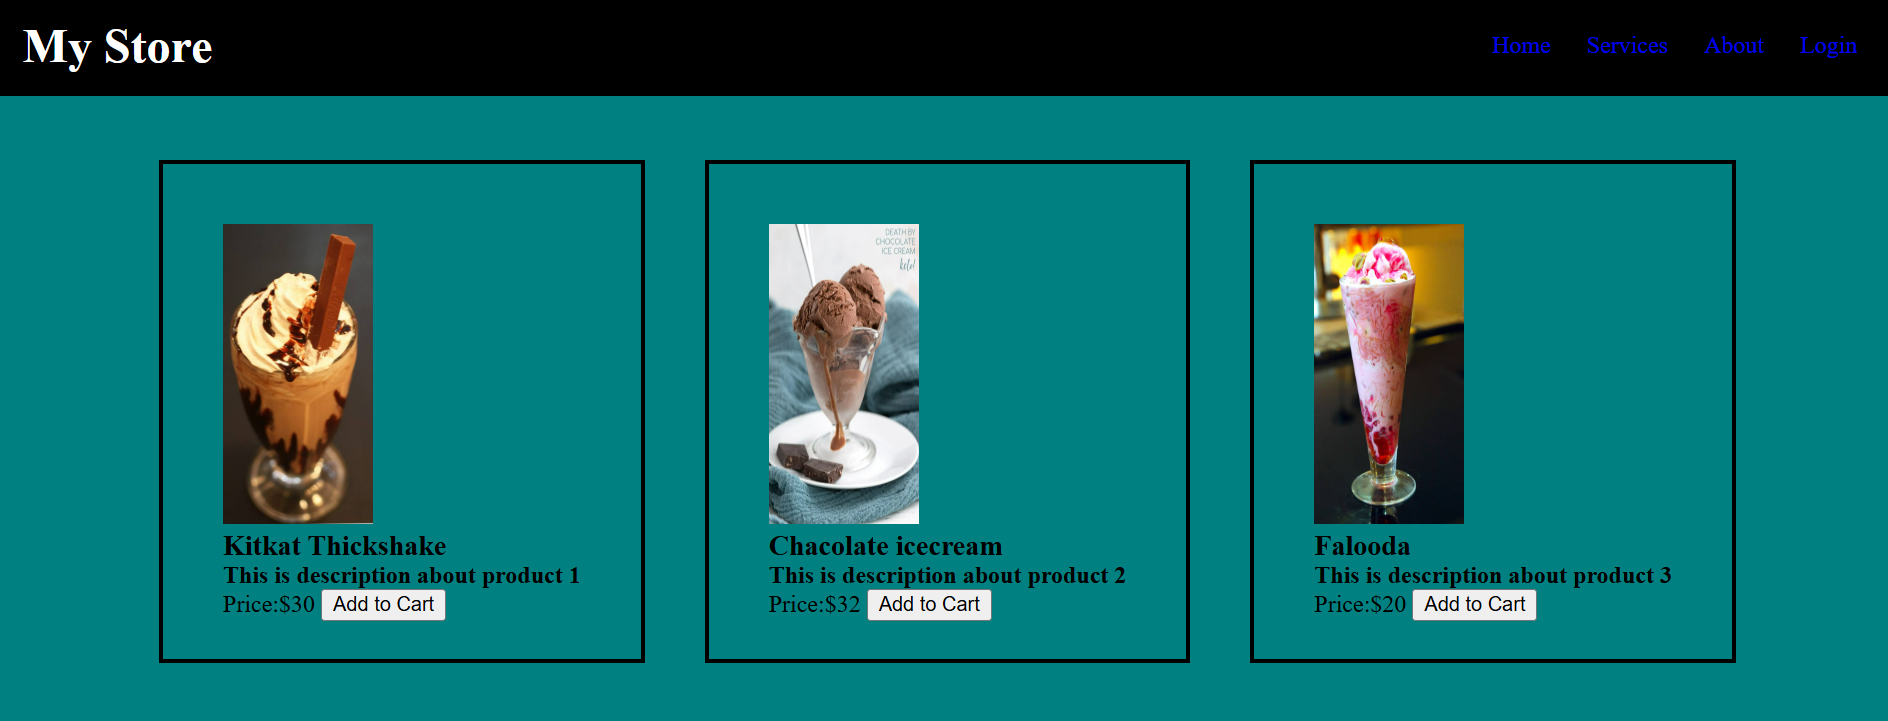 My Store
Home Services About Login
DEATH BY
CHOCOLATE
ICE CREAM
keto!
Kitkat Thickshake
This is description about product 1
Price:$30 Add to Cart
Chacolate icecream
This is description about product 2
Price:$32 Add to Cart
Falooda
This is description about product 3
Price:$20 Add to Cart